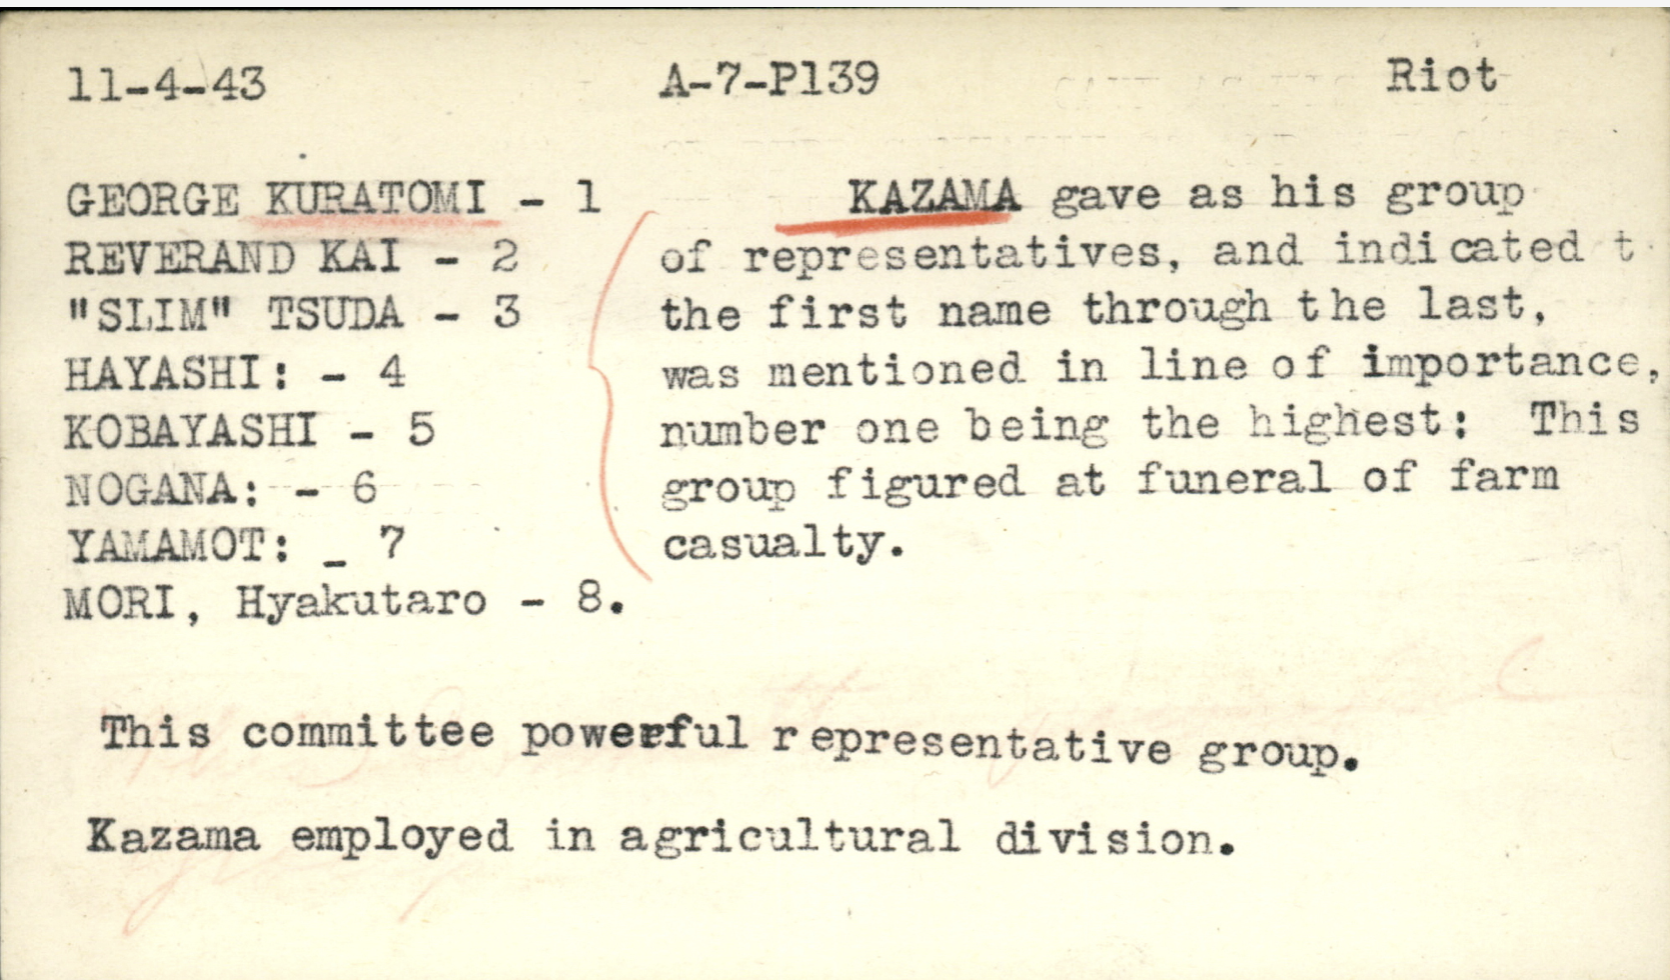 11-4-43 A-7-P139 Riot
GEORGE KURATOMI - 1
REVERAND KAI - 2
"SLIM" TSUDA - 3
HAYASHI: - 4
KOBAYASHI - 5
NOGANA: - 6
YAMAMOT: _ 7
MORI, Hyakutaro - 8.
KAZAMA gave as his group
of representatives, and indicated t
the first name through the last,
was mentioned in line of importance,
number one being the highest: This
group figured at funeral of farm
casualty.
This committee powerful representative group.
Kazama employed in agricultural division.